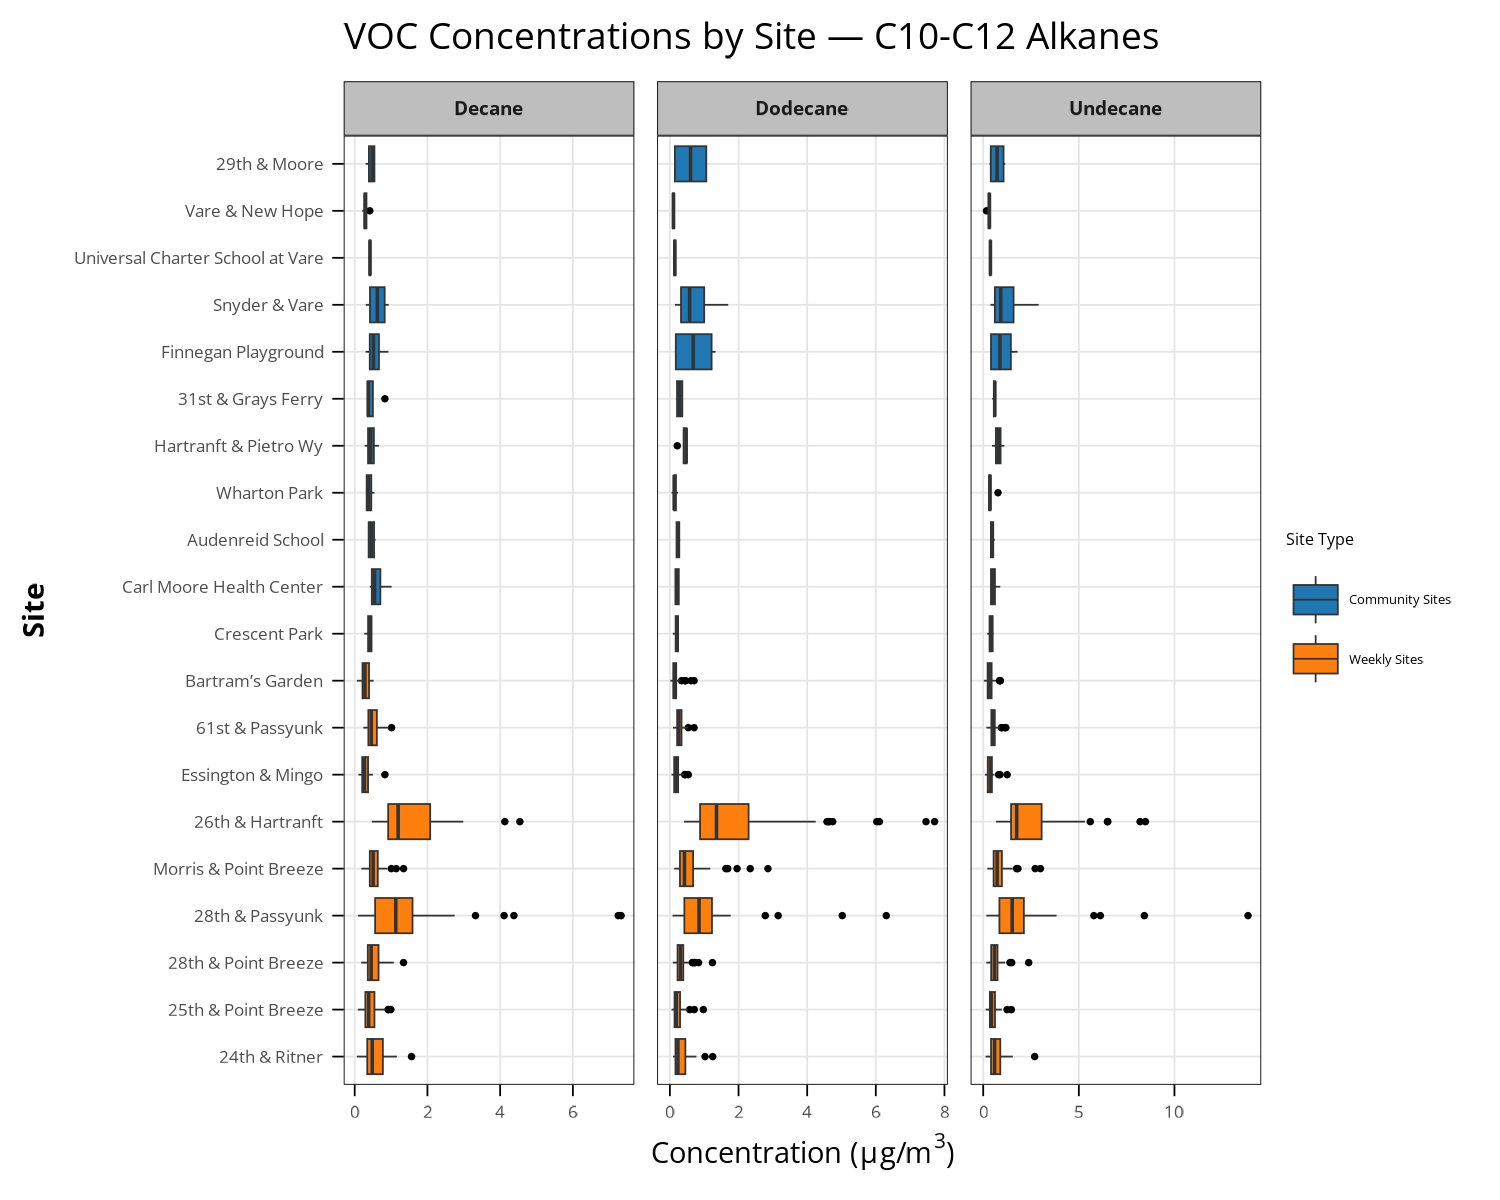 VOC Concentrations by Site — C10-C12 Alkanes
Decane
Dodecane
Undecane
29th & Moore
Vare & New Hope
Universal Charter School at Vare
Snyder & Vare
Finnegan Playground
31st & Grays Ferry
Hartranft & Pietro Wy
Wharton Park
Audenreid School
Carl Moore Health Center
Crescent Park
Bartram’s Garden
61st & Passyunk
Essington & Mingo
26th & Hartranft
Morris & Point Breeze
28th & Passyunk
28th & Point Breeze
25th & Point Breeze
24th & Ritner
Site
0 2 4 6
0 2 4 6 8
0 5 10
Concentration (μg/m³)
Site Type
Community Sites
Weekly Sites